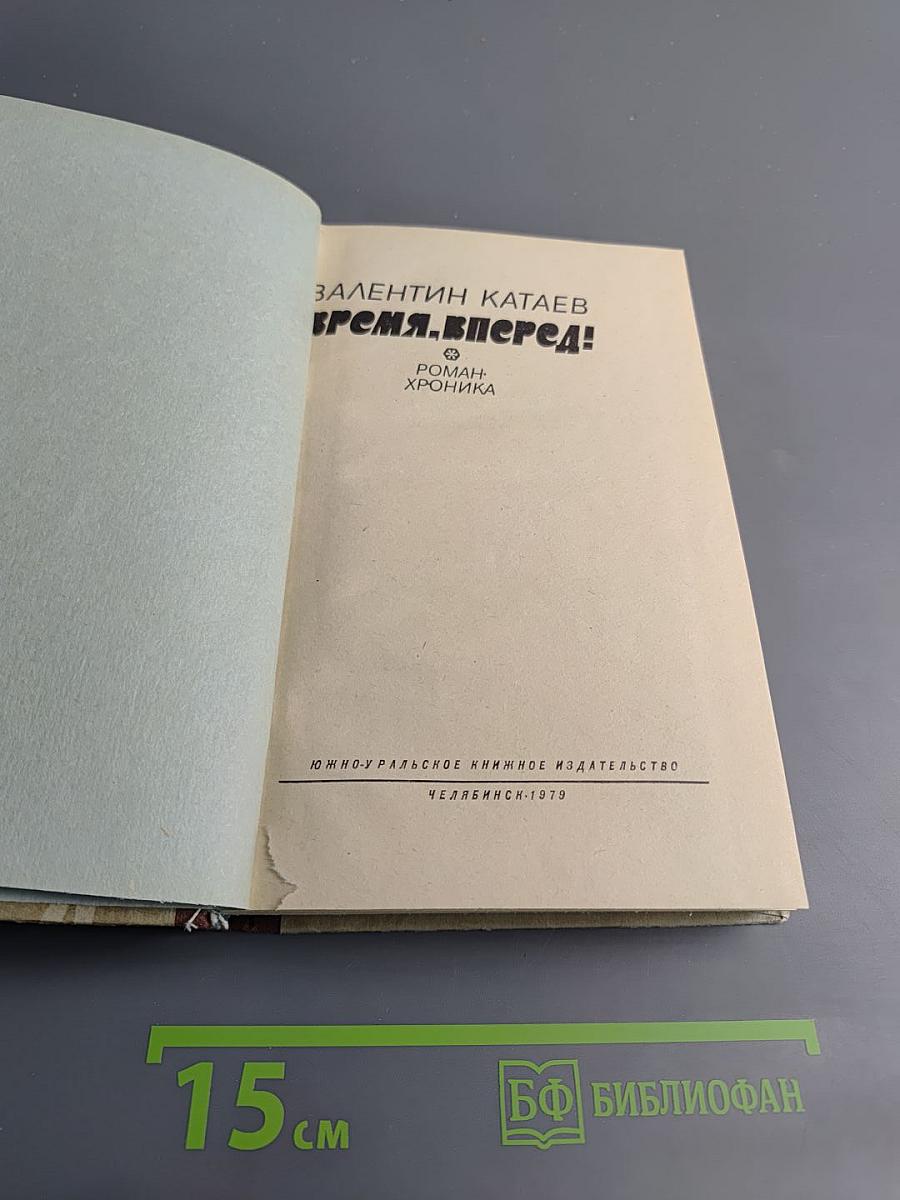 ВАЛЕНТИН КАТАЕВ
ВРЕМЯ, ВПЕРЕД!
РОМАН-
ХРОНИКА
ЮЖНО-УРАЛЬСКОЕ КНИЖНОЕ ИЗДАТЕЛЬСТВО
ЧЕЛЯБИНСК·1979
15 см
БФ БИБЛИОФАН